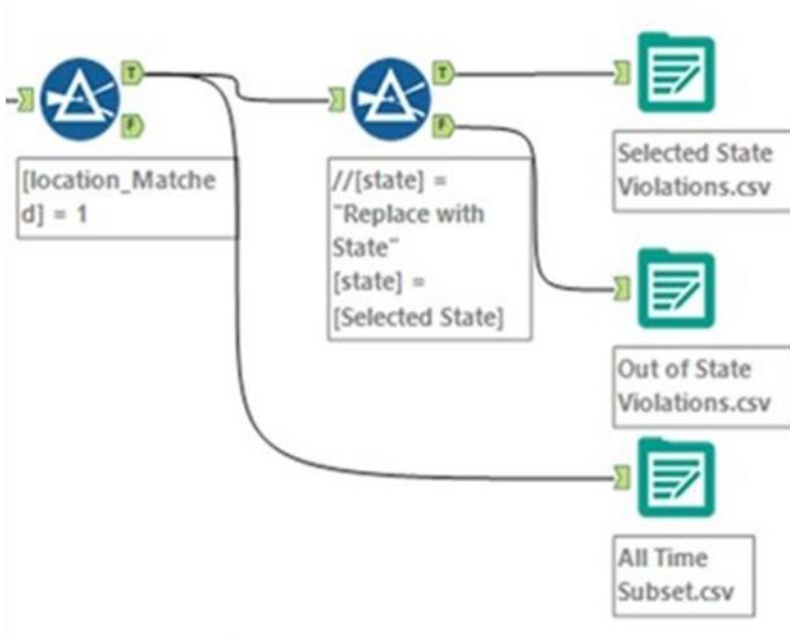 T
F
[location_Matche
d] = 1
T
F
//[state] =
"Replace with
State"
[state] =
[Selected State]
Selected State
Violations.csv
Out of State
Violations.csv
All Time
Subset.csv